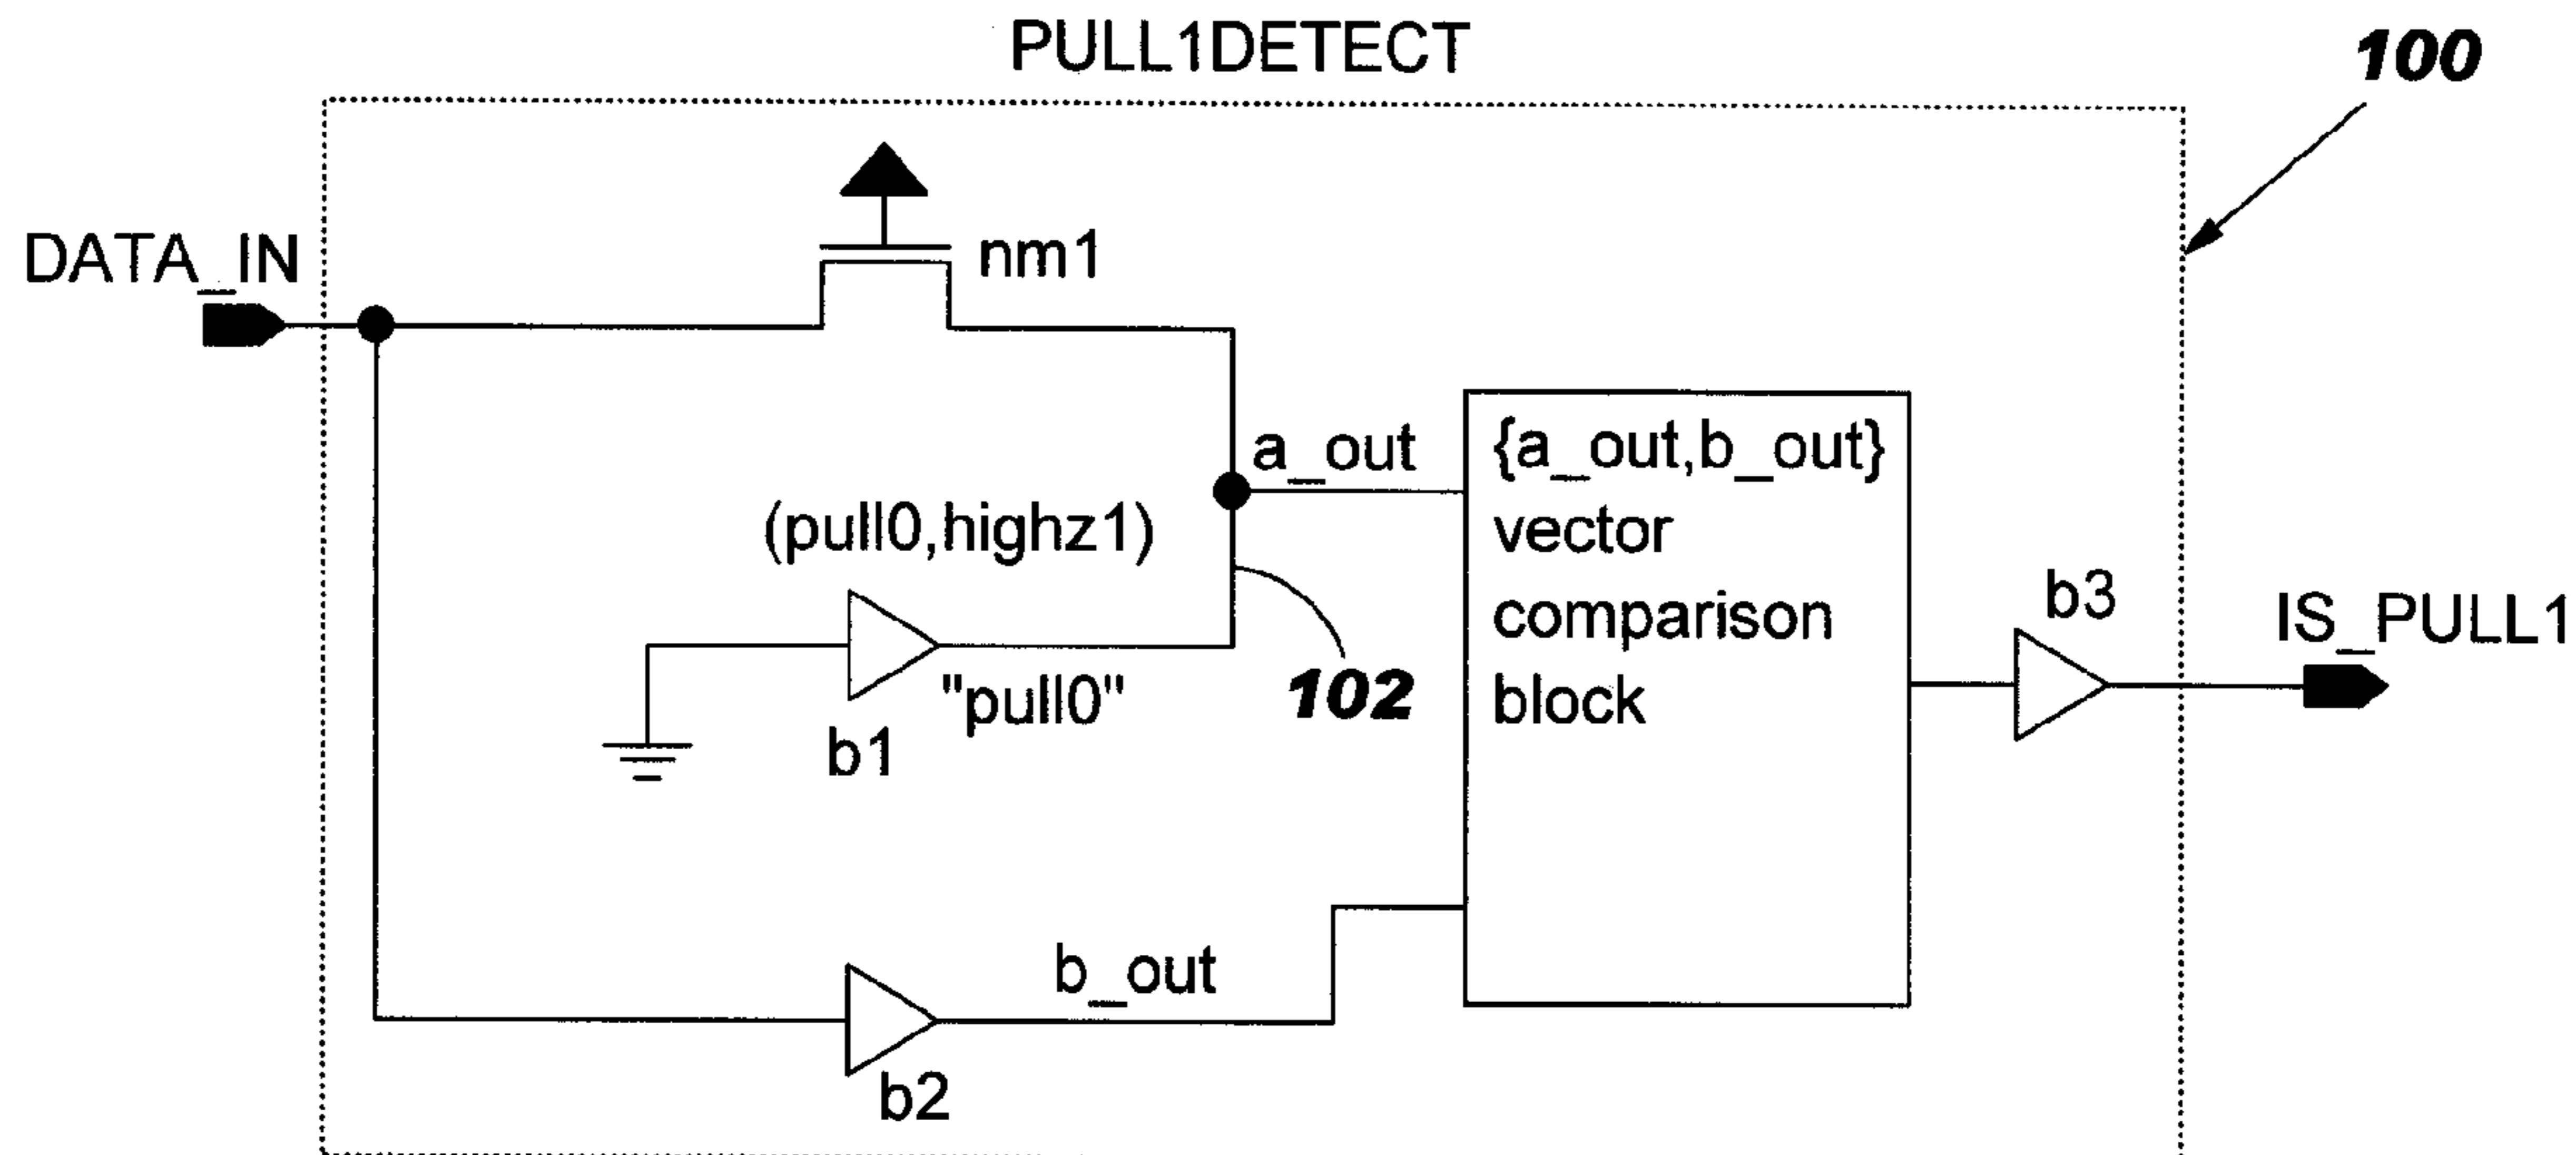 PULL1DETECT
100
DATA_IN
nm1
a_out
{a_out,b_out}
vector
comparison
block
(pull0,highz1)
"pull0"
b1
102
b3
IS_PULL1
b_out
b2